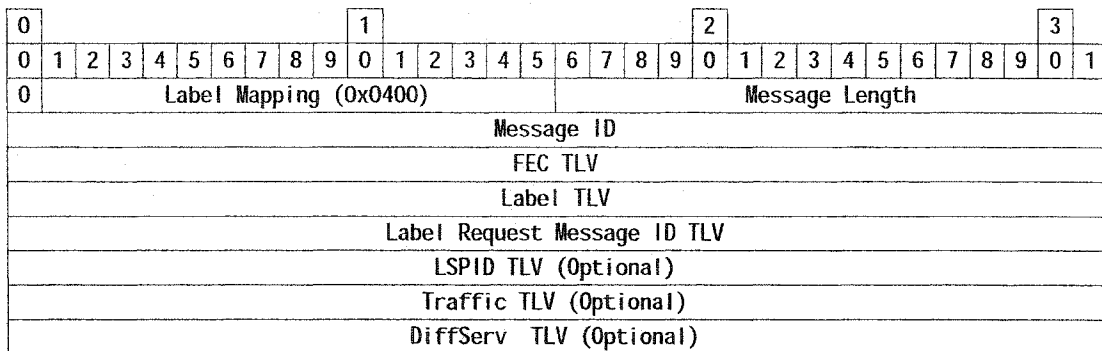 0 1 2 3
0 1 2 3 4 5 6 7 8 9 0 1 2 3 4 5 6 7 8 9 0 1 2 3 4 5 6 7 8 9 0 1
0 Label Mapping (0x0400) Message Length
Message ID
FEC TLV
Label TLV
Label Request Message ID TLV
LSPID TLV (Optional)
Traffic TLV (Optional)
DiffServ TLV (Optional)